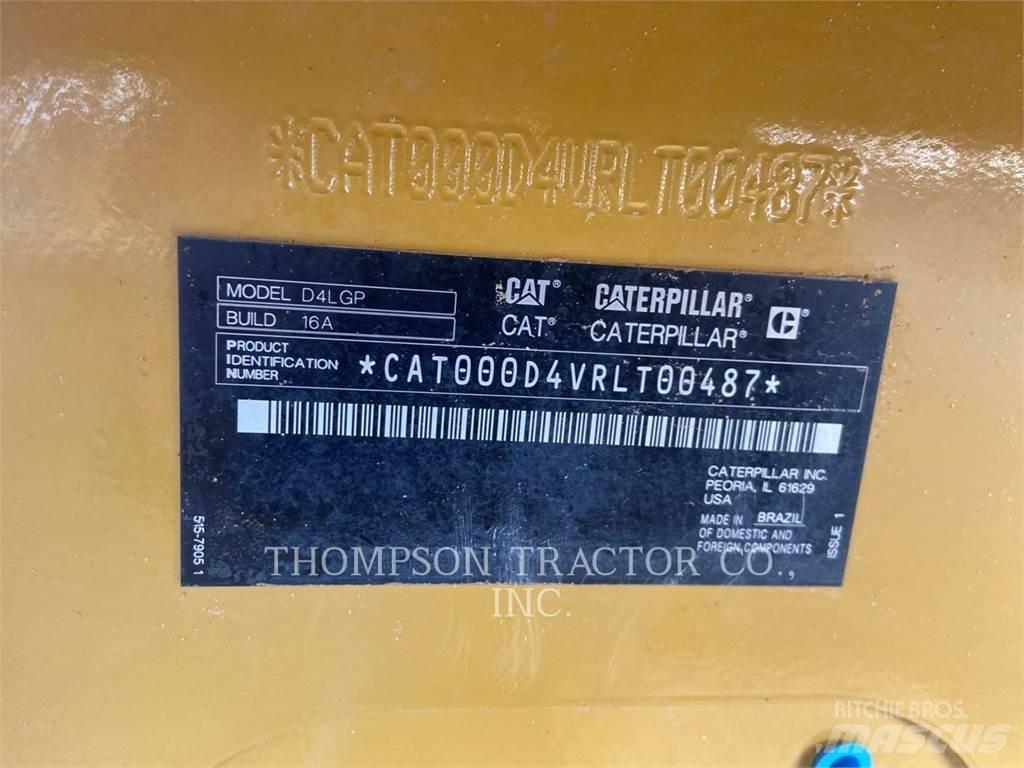 *CAT000D4VRLT00487*
MODEL D4LGP
BUILD 16A
CAT® CATERPILLAR®
CAT® CATERPILLAR® C
PRODUCT
IDENTIFICATION
NUMBER
*CAT000D4VRLT00487*
CATERPILLAR INC.
PEORIA, IL 61629
USA
MADE IN BRAZIL
OF DOMESTIC AND
FOREIGN COMPONENTS
515-7905 1
ISSUE 1
THOMPSON TRACTOR CO.,
INC.
RITCHIE BROS.
MASCUS